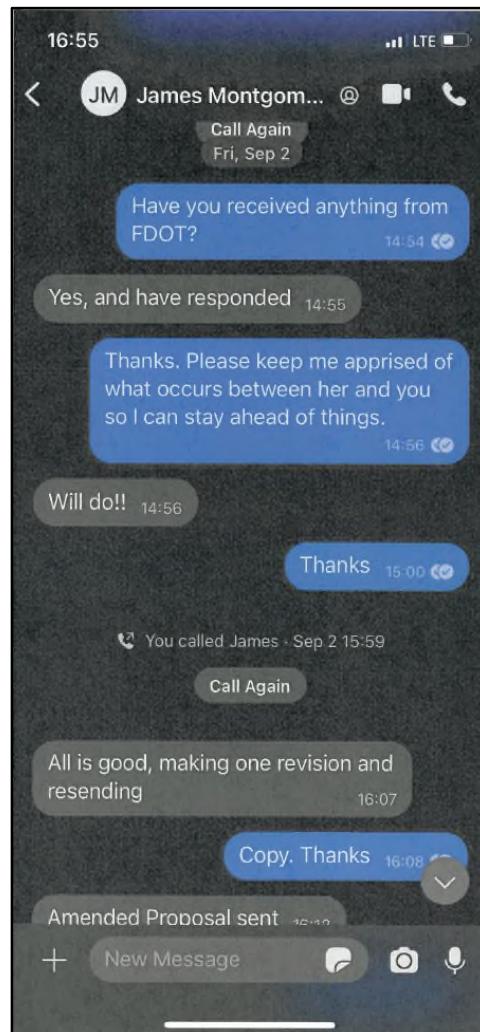 16:55
LTE
JM James Montgom...
Call Again
Fri, Sep 2
Have you received anything from
FDOT?
14:54
Yes, and have responded 14:55
Thanks. Please keep me apprised of
what occurs between her and you
so I can stay ahead of things.
14:56
Will do!! 14:56
Thanks 15:00
You called James - Sep 2 15:59
Call Again
All is good, making one revision and
resending
16:07
Copy. Thanks 16:08
Amended Proposal sent
New Message